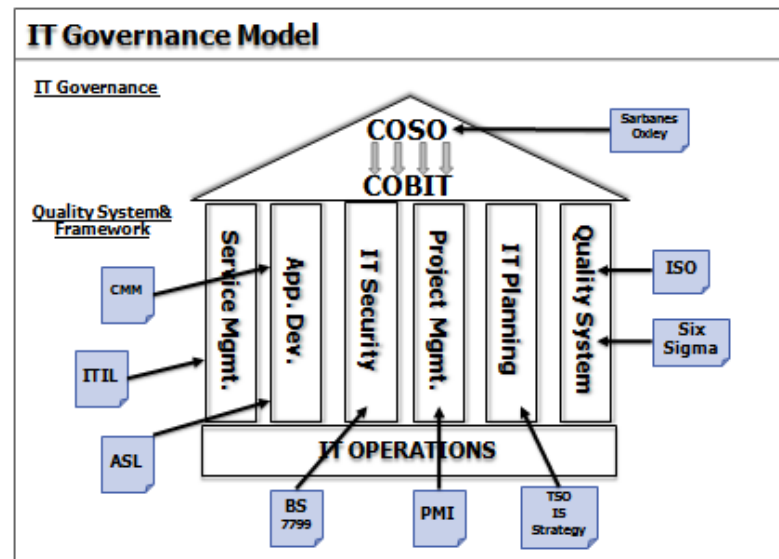 IT Governance Model
IT Governance
COSO
Sarbanes
Oxley
COBIT
Quality System&
Framework
Service Mgmt.
App. Dev.
IT Security
Project Mgmt.
IT Planning
Quality System
CMM
ISO
ITIL
Six
Sigma
ASL
IT OPERATIONS
BS
7799
PMI
TSO
IS
Strategy